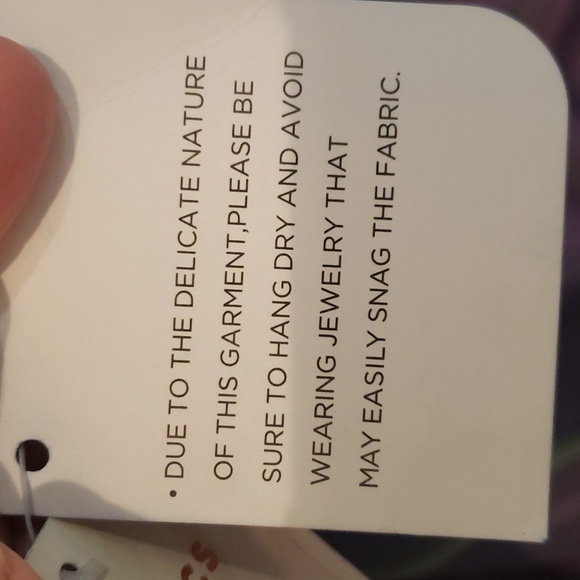 • DUE TO THE DELICATE NATURE
OF THIS GARMENT,PLEASE BE
SURE TO HANG DRY AND AVOID
WEARING JEWELRY THAT
MAY EASILY SNAG THE FABRIC.